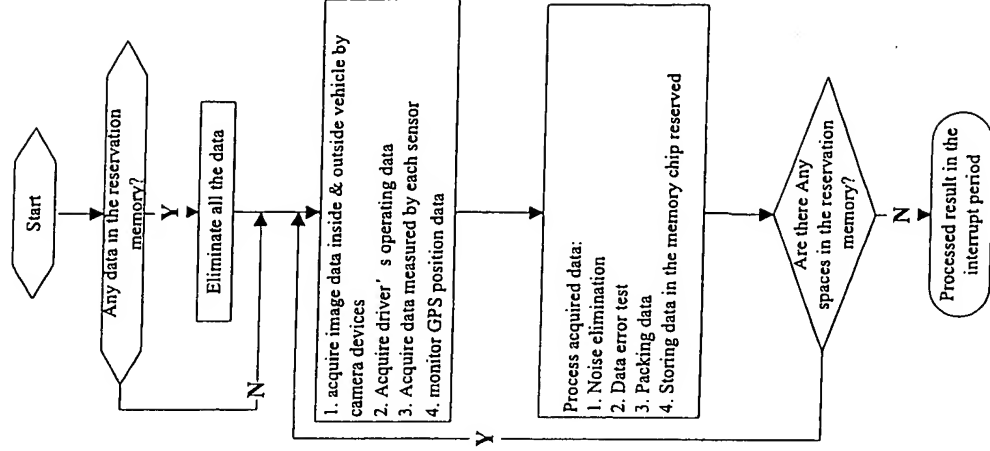 Start
Any data in the reservation
memory?
Y
Eliminate all the data
N
1. acquire image data inside & outside vehicle by
camera devices
2. Acquire driver' s operating data
3. Acquire data measured by each sensor
4. monitor GPS position data
Process acquired data:
1. Noise elimination
2. Data error test
3. Packing data
4. Storing data in the memory chip reserved
Y
Are there Any
spaces in the reservation
memory?
N
Processed result in the
interrupt period